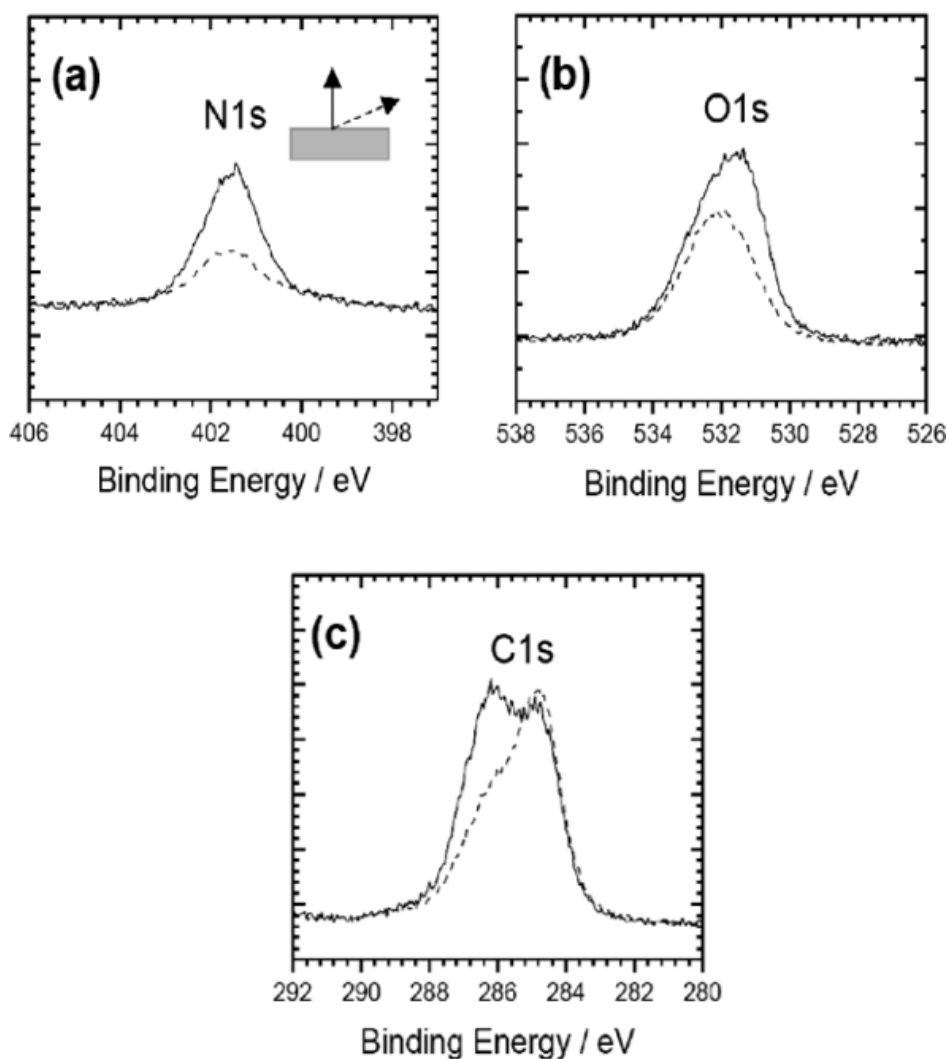 (a)
N1s
406 404 402 400 398
Binding Energy / eV
(b)
O1s
538 536 534 532 530 528 526
Binding Energy / eV
(c)
C1s
292 290 288 286 284 282 280
Binding Energy / eV